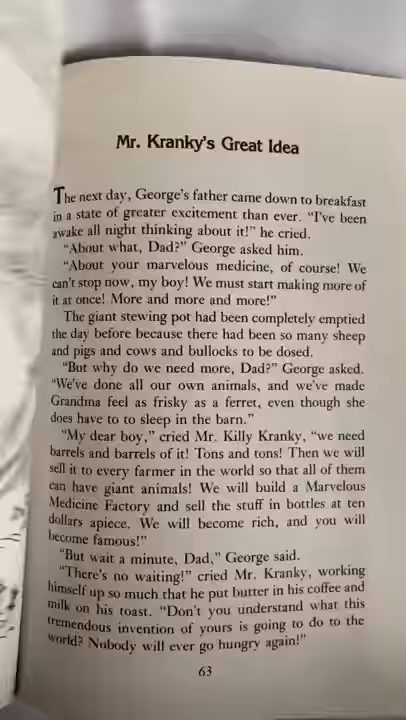 Mr. Kranky's Great Idea
The next day, George's father came down to breakfast
in a state of greater excitement than ever. "I've been
awake all night thinking about it!" he cried.
"About what, Dad?" George asked him.
"About your marvelous medicine, of course! We
can't stop now, my boy! We must start making more of
it at once! More and more and more!"
The giant stewing pot had been completely emptied
the day before because there had been so many sheep
and pigs and cows and bullocks to be dosed.
"But why do we need more, Dad?" George asked.
"We've done all our own animals, and we've made
Grandma feel as frisky as a ferret, even though she
does have to to sleep in the barn."
"My dear boy," cried Mr. Killy Kranky, "we need
barrels and barrels of it! Tons and tons! Then we will
sell it to every farmer in the world so that all of them
can have giant animals! We will build a Marvelous
Medicine Factory and sell the stuff in bottles at ten
dollars apiece. We will become rich, and you will
become famous!"
"But wait a minute, Dad," George said.
"There's no waiting!" cried Mr. Kranky, working
himself up so much that he put butter in his coffee and
milk on his toast. "Don't you understand what this
tremendous invention of yours is going to do to the
world? Nobody will ever go hungry again!"
63